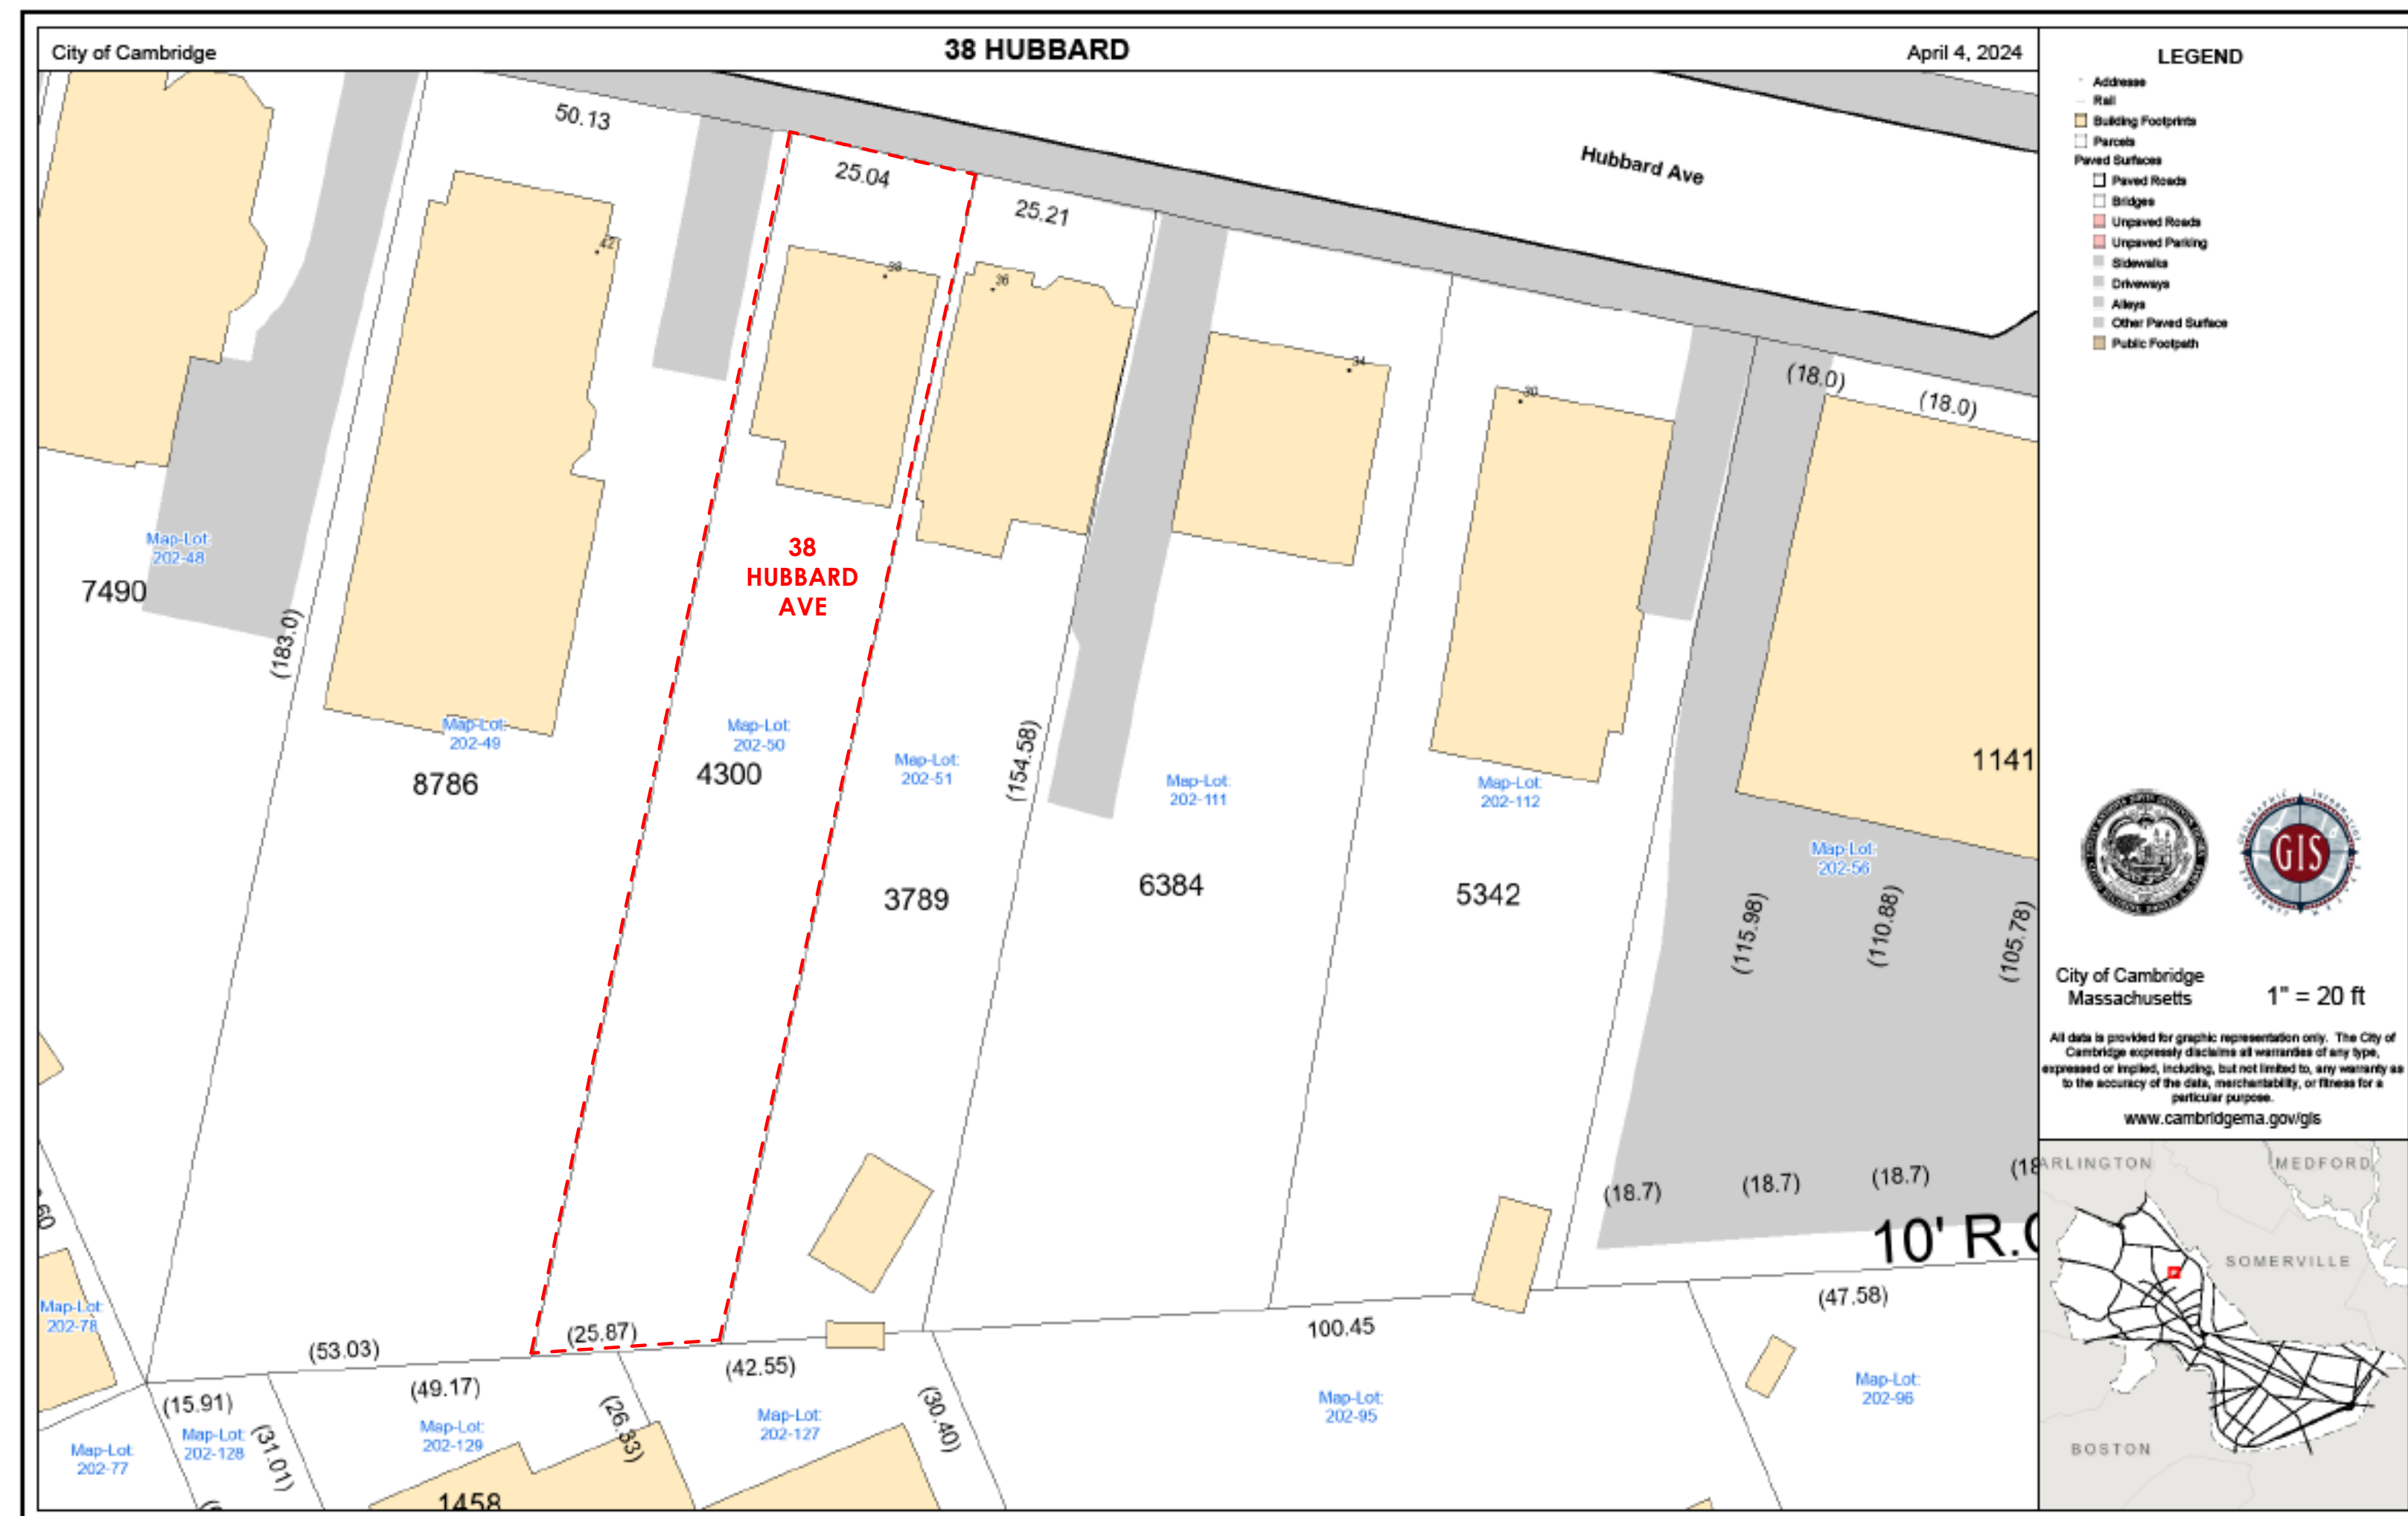 City of Cambridge
38 HUBBARD
April 4, 2024
50.13
25.04
25.21
Hubbard Ave
42
38
36
34
30
(18.0)
(18.0)
38
HUBBARD
AVE
Map-Lot:
202-48
7490
(183.0)
Map-Lot:
202-49
8786
Map-Lot:
202-50
4300
Map-Lot:
202-51
3789
(154.58)
Map-Lot:
202-111
6384
Map-Lot:
202-112
5342
1141
Map-Lot:
202-56
(115.98)
(110.88)
(105.78)
(18.7)
(18.7)
(18.7)
(18
10' R.
.60
Map-Lot:
202-78
(53.03)
(25.87)
(42.55)
100.45
(47.58)
(15.91)
(49.17)
(31.01)
(26.33)
(30.40)
Map-Lot:
202-77
Map-Lot:
202-128
Map-Lot:
202-129
Map-Lot:
202-127
Map-Lot:
202-95
Map-Lot:
202-96
1458
LEGEND
Addresse
Rail
Building Footprints
Parcels
Paved Surfaces
Paved Roads
Bridges
Unpaved Roads
Unpaved Parking
Sidewalks
Driveways
Alleys
Other Paved Surface
Public Footpath
GIS
City of Cambridge
Massachusetts
1" = 20 ft
All data is provided for graphic representation only. The City of
Cambridge expressly disclaims all warranties of any type,
expressed or implied, including, but not limited to, any warranty as
to the accuracy of the data, merchantability, or fitness for a
particular purpose.
www.cambridgema.gov/gis
ARLINGTON
MEDFORD
SOMERVILLE
BOSTON